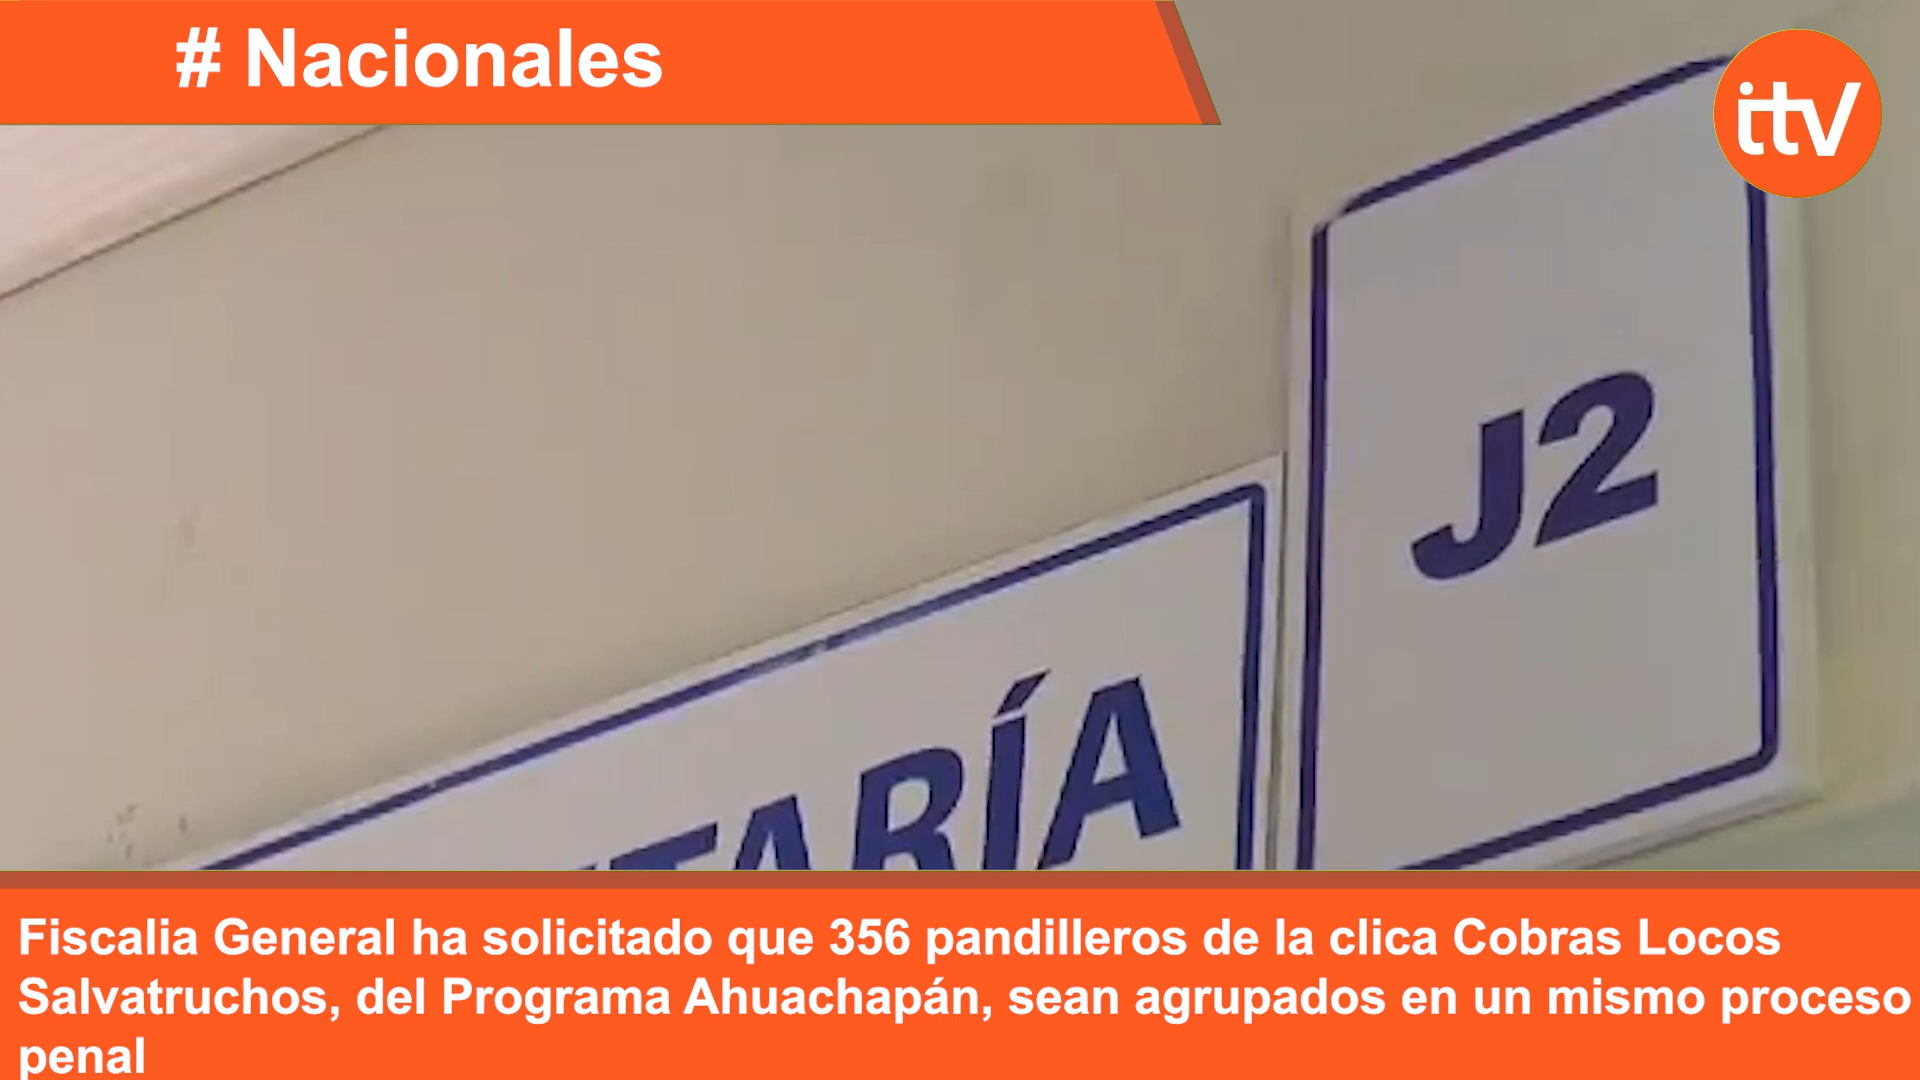 # Nacionales
itv
J2
Fiscalia General ha solicitado que 356 pandilleros de la clica Cobras Locos
Salvatruchos, del Programa Ahuachapán, sean agrupados en un mismo proceso
penal